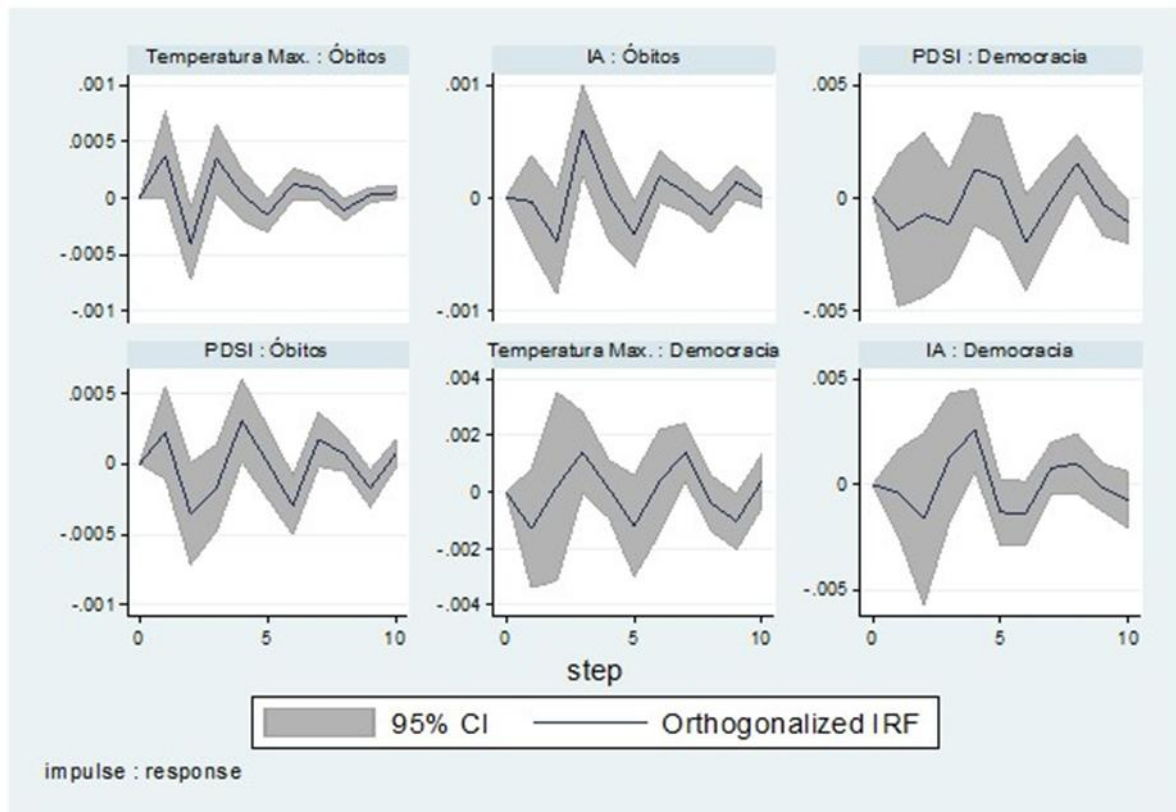 Temperatura Max. : Óbitos
IA : Óbitos
PDSI : Democracia
.001
.0005
0
-.0005
-.001
.001
0
-.001
.005
0
-.005
PDSI : Óbitos
Temperatura Max. : Democracia
IA : Democracia
.0005
0
-.0005
-.001
.004
.002
0
-.002
-.004
.005
0
-.005
0 5 10
0 5 10
0 5 10
step
95% CI
Orthogonalized IRF
impulse : response